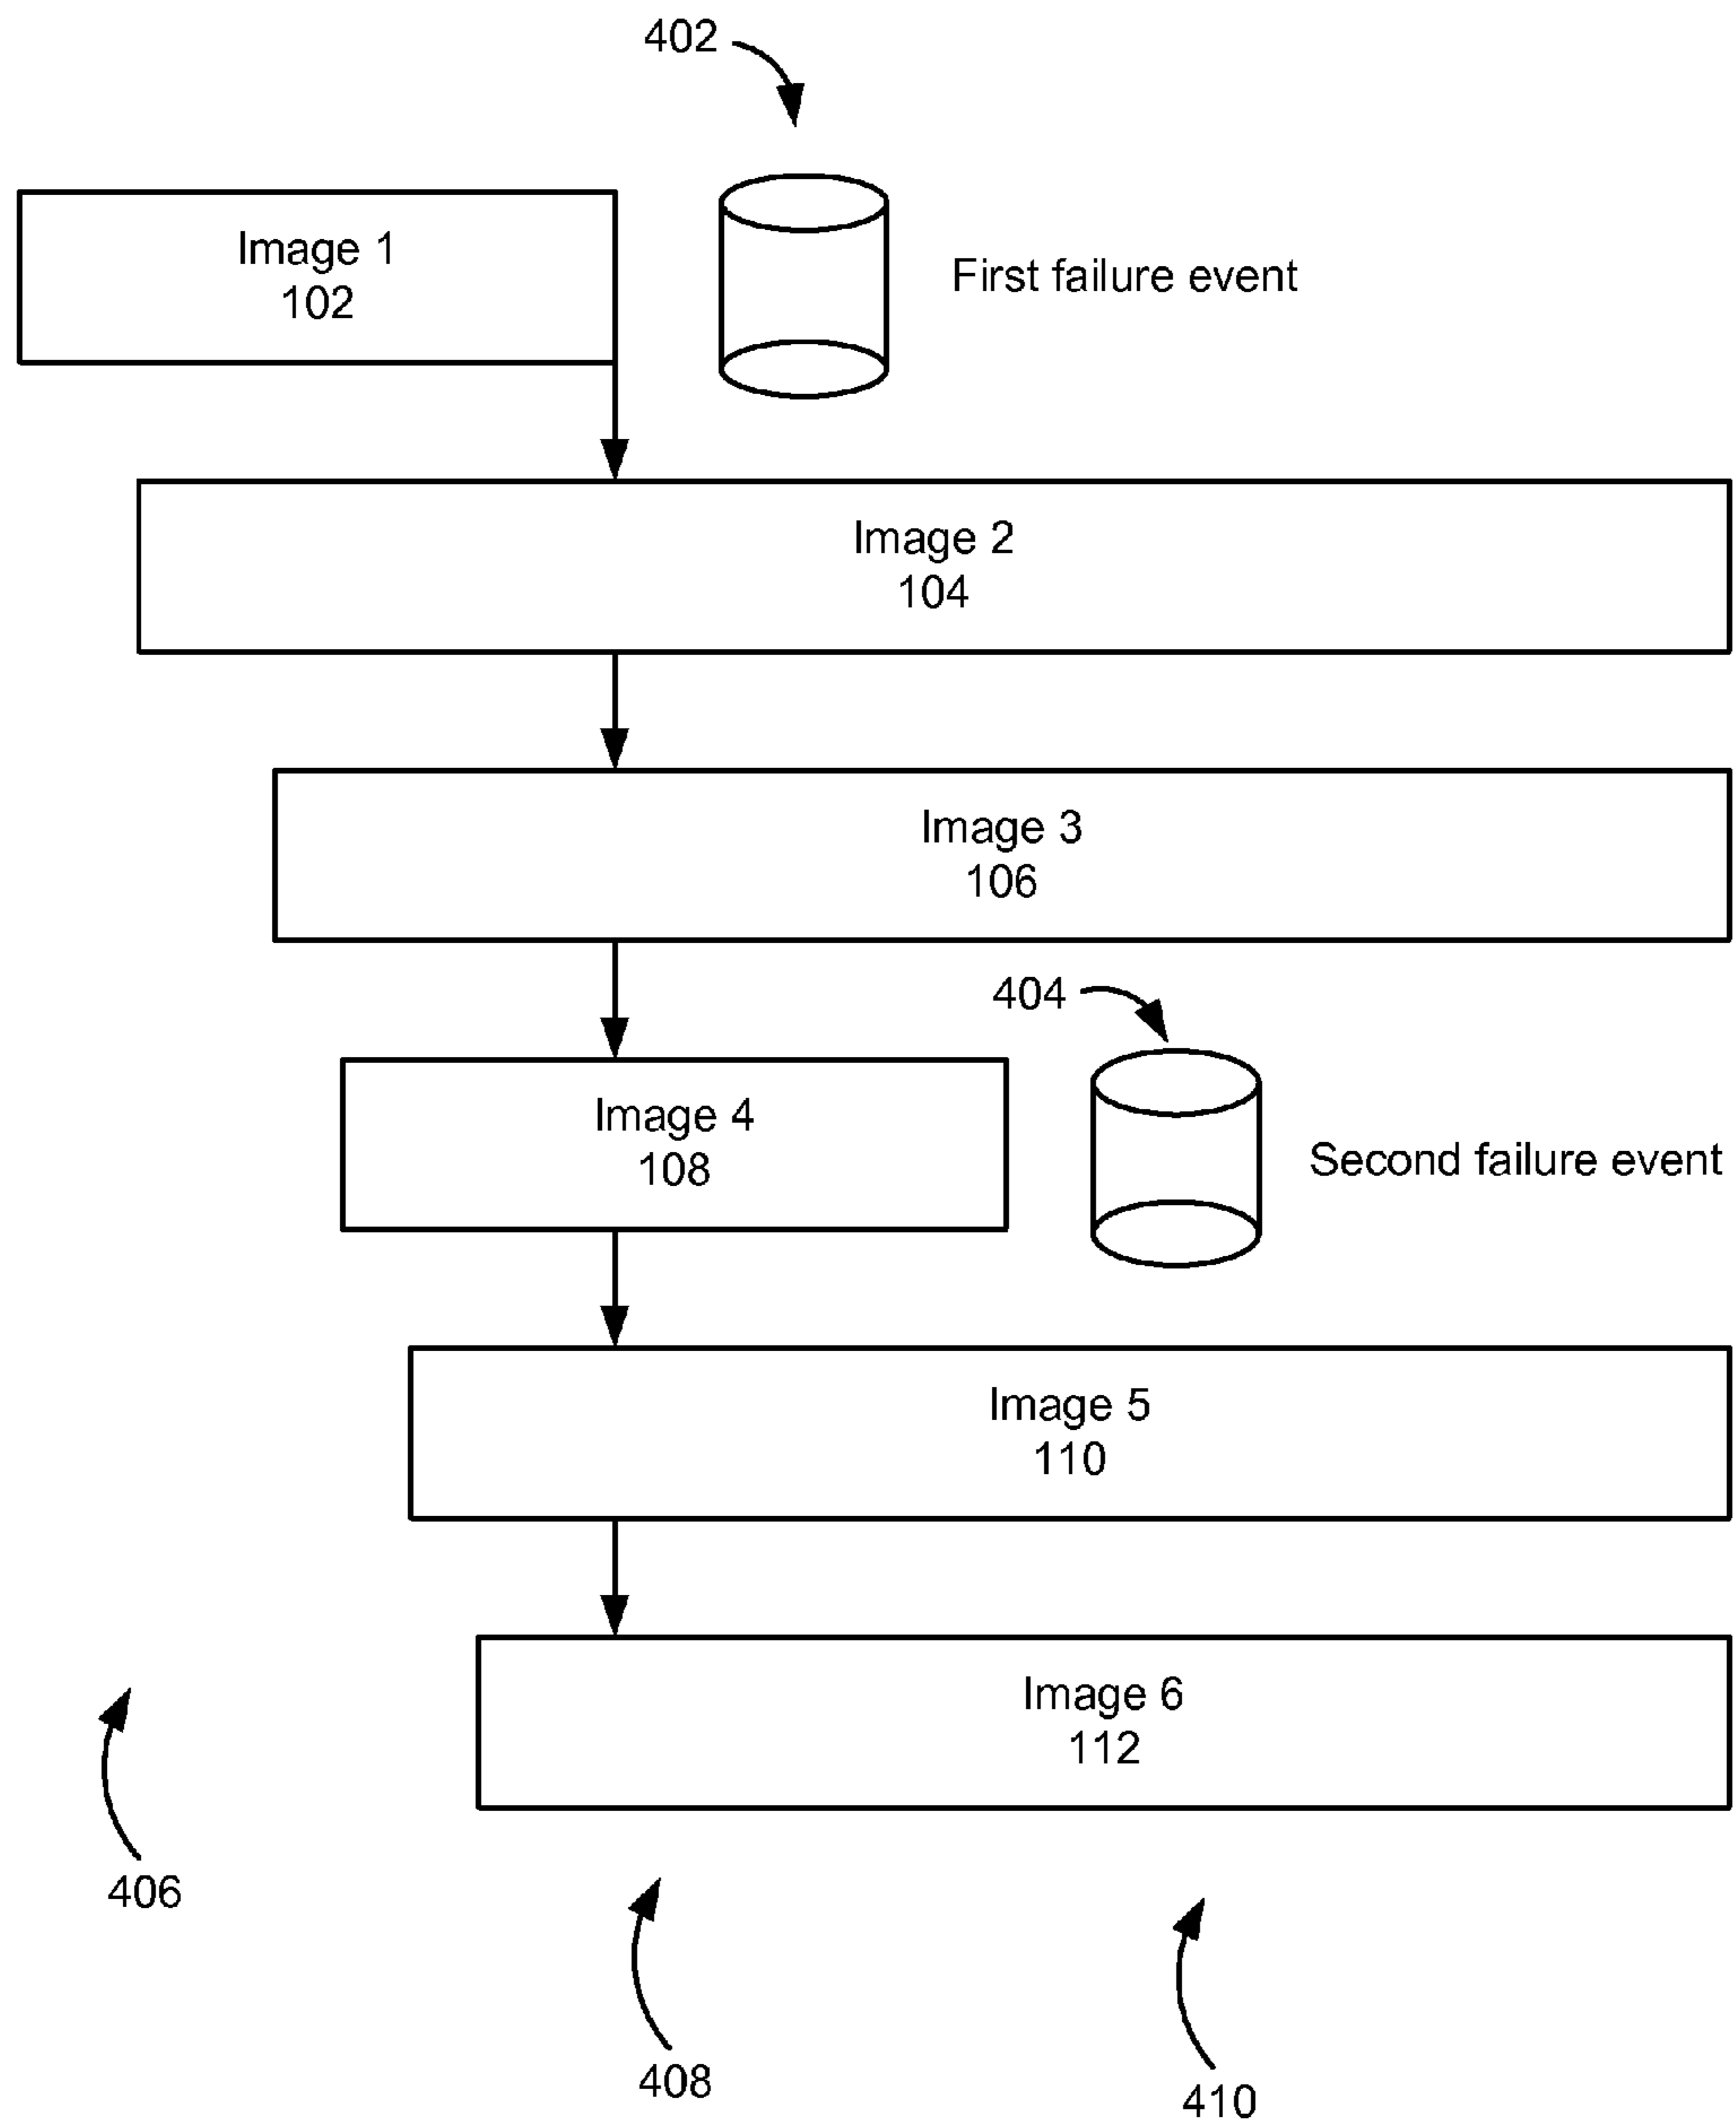 402
Image 1
102
First failure event
Image 2
104
Image 3
106
404
Image 4
108
Second failure event
Image 5
110
Image 6
112
406
408
410